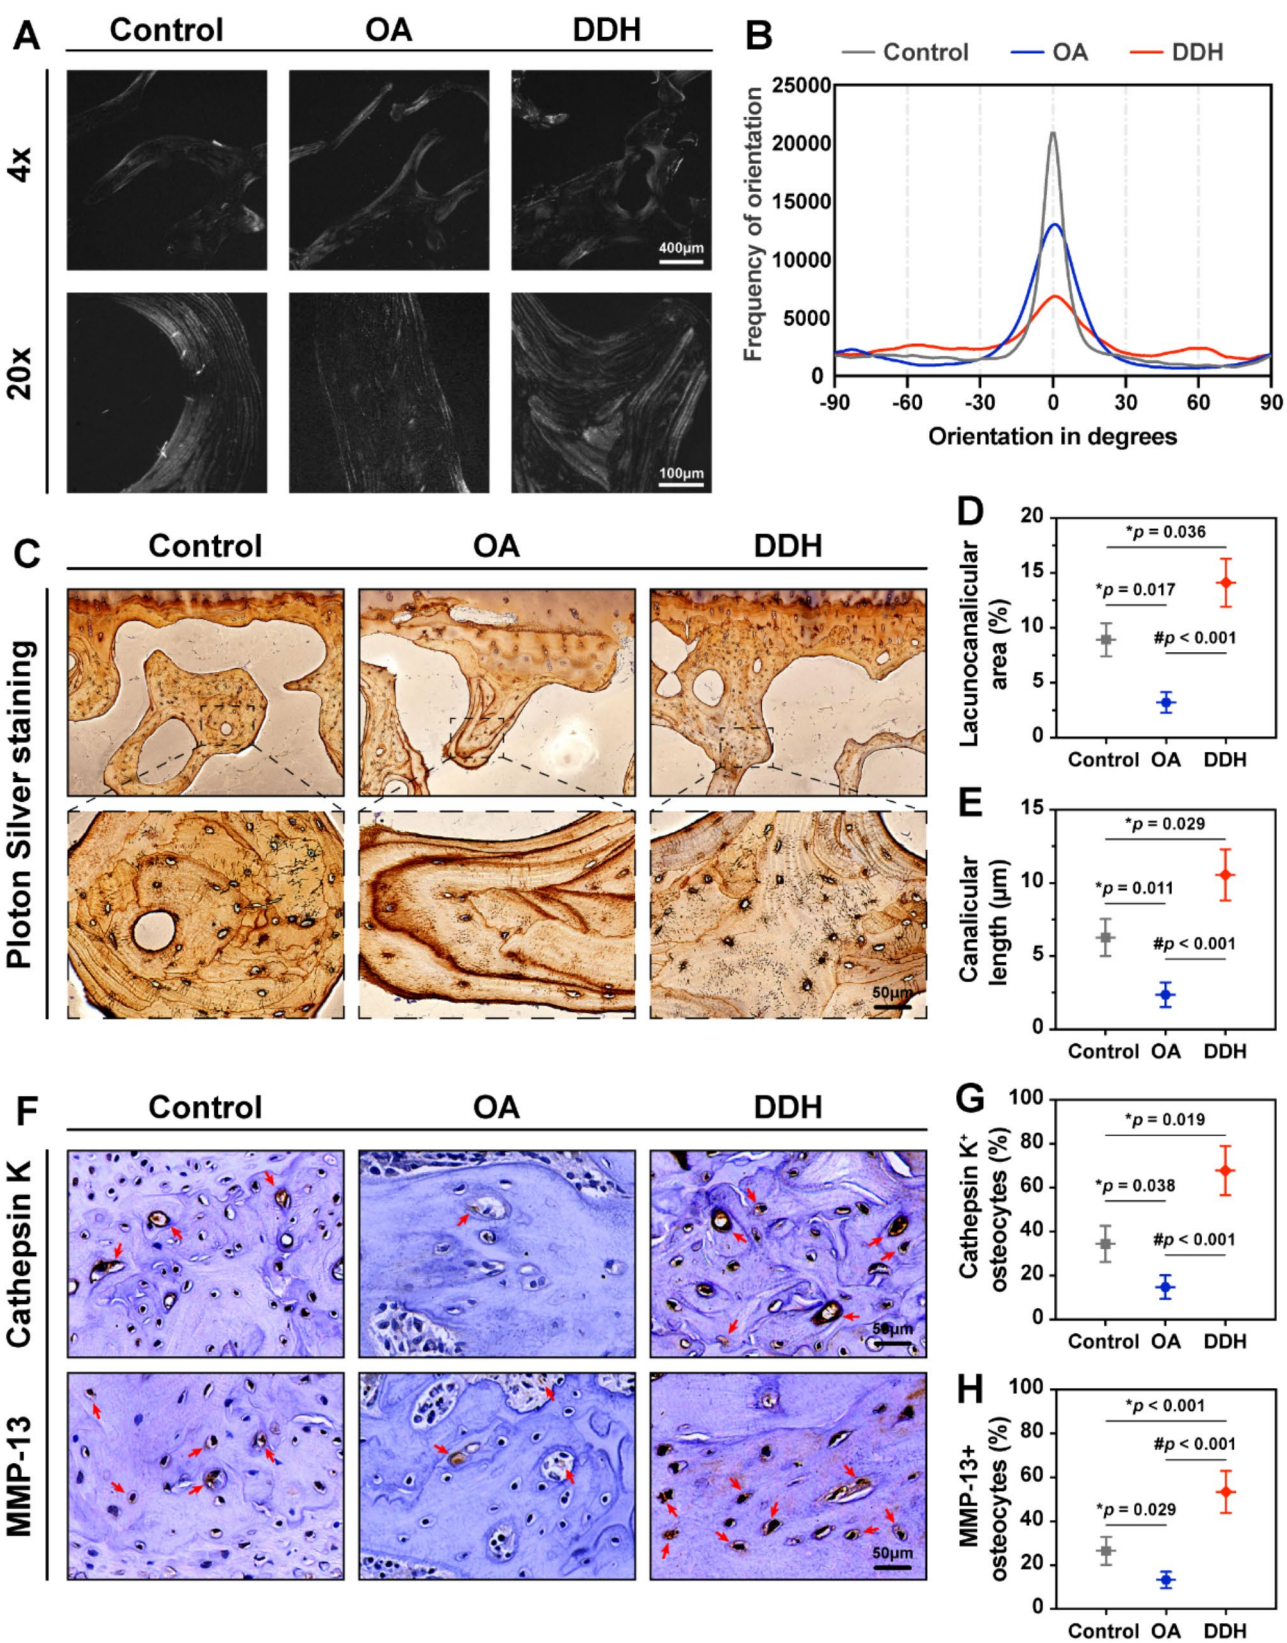 A
Control
OA
DDH
4x
400µm
20x
100µm
B
Control
OA
DDH
Frequency of orientation
25000
20000
15000
10000
5000
0
-90
-60
-30
0
30
60
90
Orientation in degrees
C
Control
OA
DDH
Ploton Silver staining
50µm
D
Lacunocanalicular
area (%)
20
15
10
5
0
*p = 0.036
*p = 0.017
#p < 0.001
Control
OA
DDH
E
Canalicular
length (µm)
15
10
5
0
*p = 0.029
*p = 0.011
#p < 0.001
Control
OA
DDH
F
Control
OA
DDH
Cathepsin K
50µm
MMP-13
50µm
G
Cathepsin K+
osteocytes (%)
100
80
60
40
20
0
*p = 0.019
*p = 0.038
#p < 0.001
Control
OA
DDH
H
MMP-13+
osteocytes (%)
100
80
60
40
20
0
*p < 0.001
#p < 0.001
*p = 0.029
Control
OA
DDH